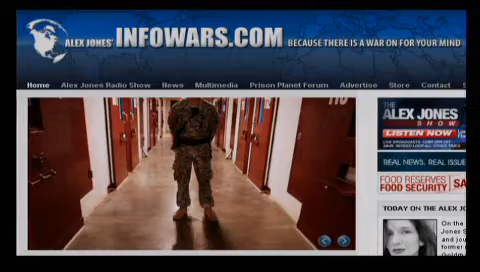 ALEX JONES' INFOWARS.COM BECAUSE THERE IS A WAR ON FOR YOUR MIND
Home Alex Jones Radio Show News Multimedia Prison Planet Forum Advertise Store Contact S
THE
ALEX JONES
SHOW
LISTEN NOW
REAL NEWS, REAL ISSUE
FOOD RESERVES
FOOD SECURITY SA
TODAY ON THE ALEX JO
On the
Jones S
and jou
former m
Goldm